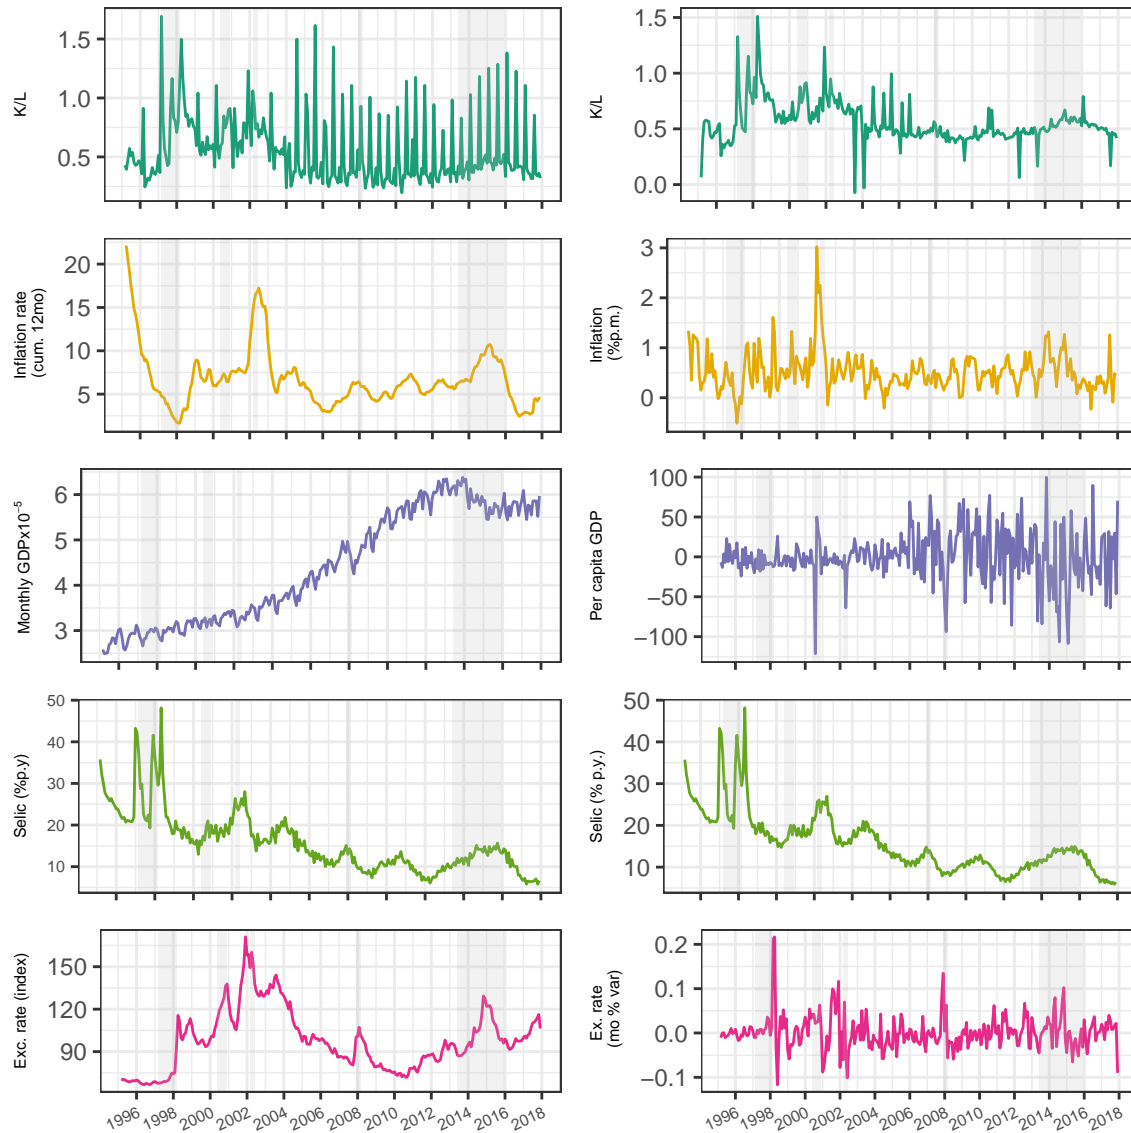 K/L
1.5
1.0
0.5
K/L
1.5
1.0
0.5
0.0
Inflation rate
(cum. 12mo)
20
15
10
5
Inflation
(%p.m.)
3
2
1
0
Monthly GDPx10⁻⁵
6
5
4
3
Per capita GDP
100
50
0
−50
−100
Selic (%p.y)
50
40
30
20
10
Selic (% p.y.)
50
40
30
20
10
Exc. rate (index)
150
120
90
1996 1998 2000 2002 2004 2006 2008 2010 2012 2014 2016 2018
Ex. rate
(mo % var)
0.2
0.1
0.0
−0.1
1996 1998 2000 2002 2004 2006 2008 2010 2012 2014 2016 2018